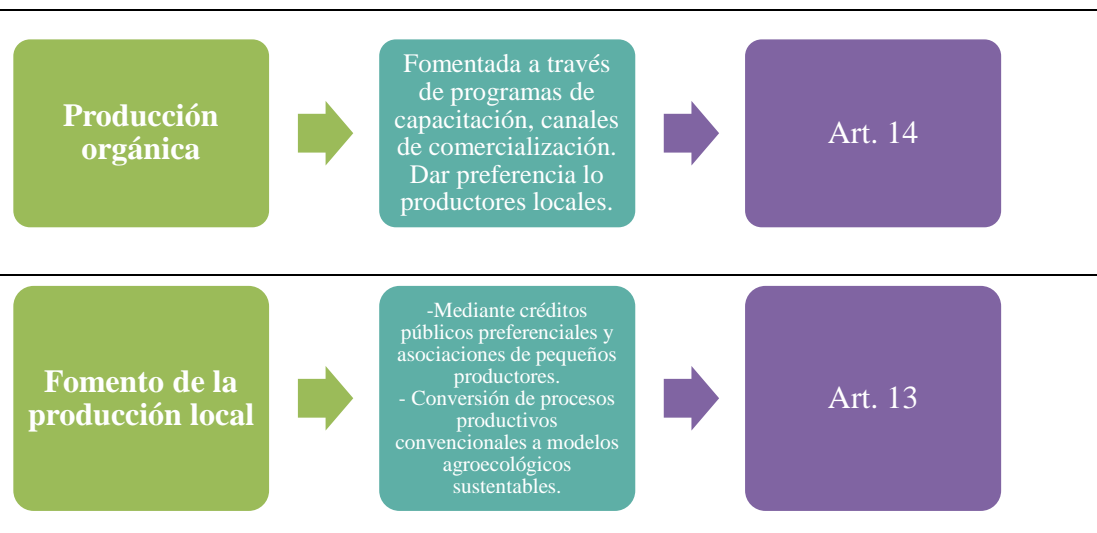 Producción
orgánica
Fomentada a través
de programas de
capacitación, canales
de comercialización.
Dar preferencia lo
productores locales.
Art. 14
Fomento de la
producción local
-Mediante créditos
públicos preferenciales y
asociaciones de pequeños
productores.
- Conversión de procesos
productivos
convencionales a modelos
agroecológicos
sustentables.
Art. 13